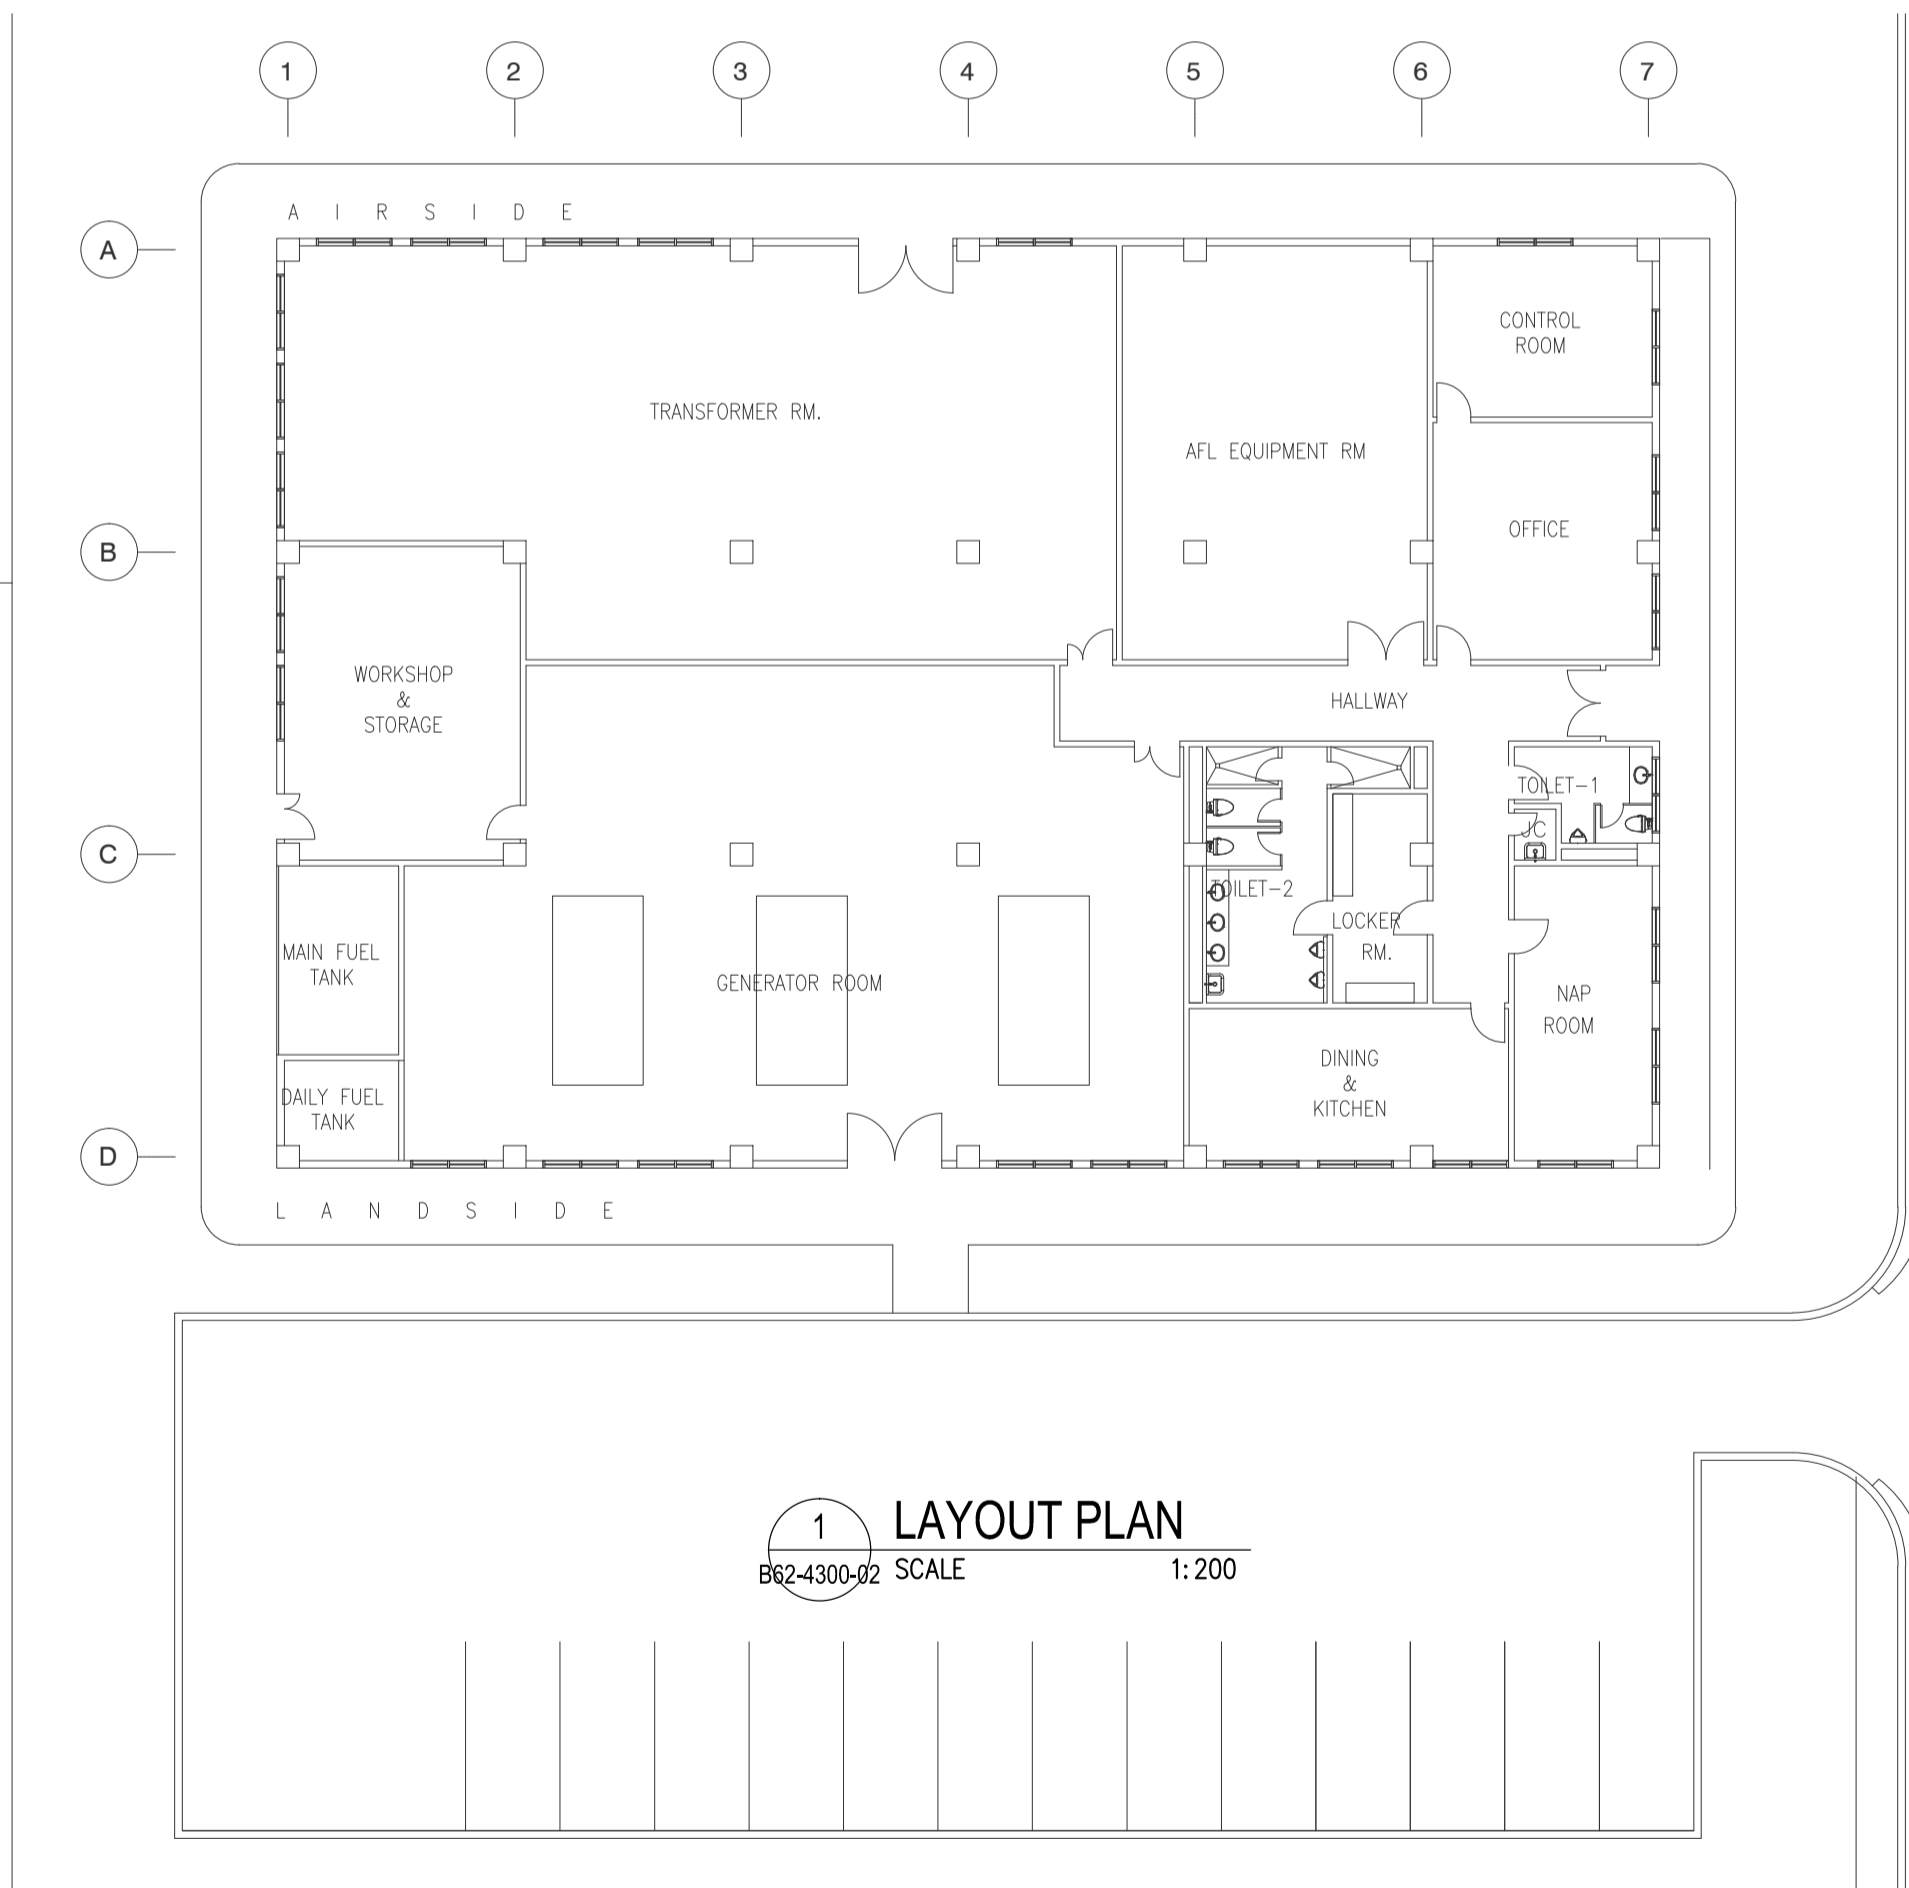 1 2 3 4 5 6 7
A I R S I D E
A
CONTROL
ROOM
TRANSFORMER RM.
AFL EQUIPMENT RM
OFFICE
B
WORKSHOP
&
STORAGE
HALLWAY
TOILET-1
JC
C
TOILET-2
LOCKER
RM.
MAIN FUEL
TANK
GENERATOR ROOM
NAP
ROOM
DINING
&
KITCHEN
DAILY FUEL
TANK
D
L A N D S I D E
1
LAYOUT PLAN
B62-4300-02
SCALE 1:200